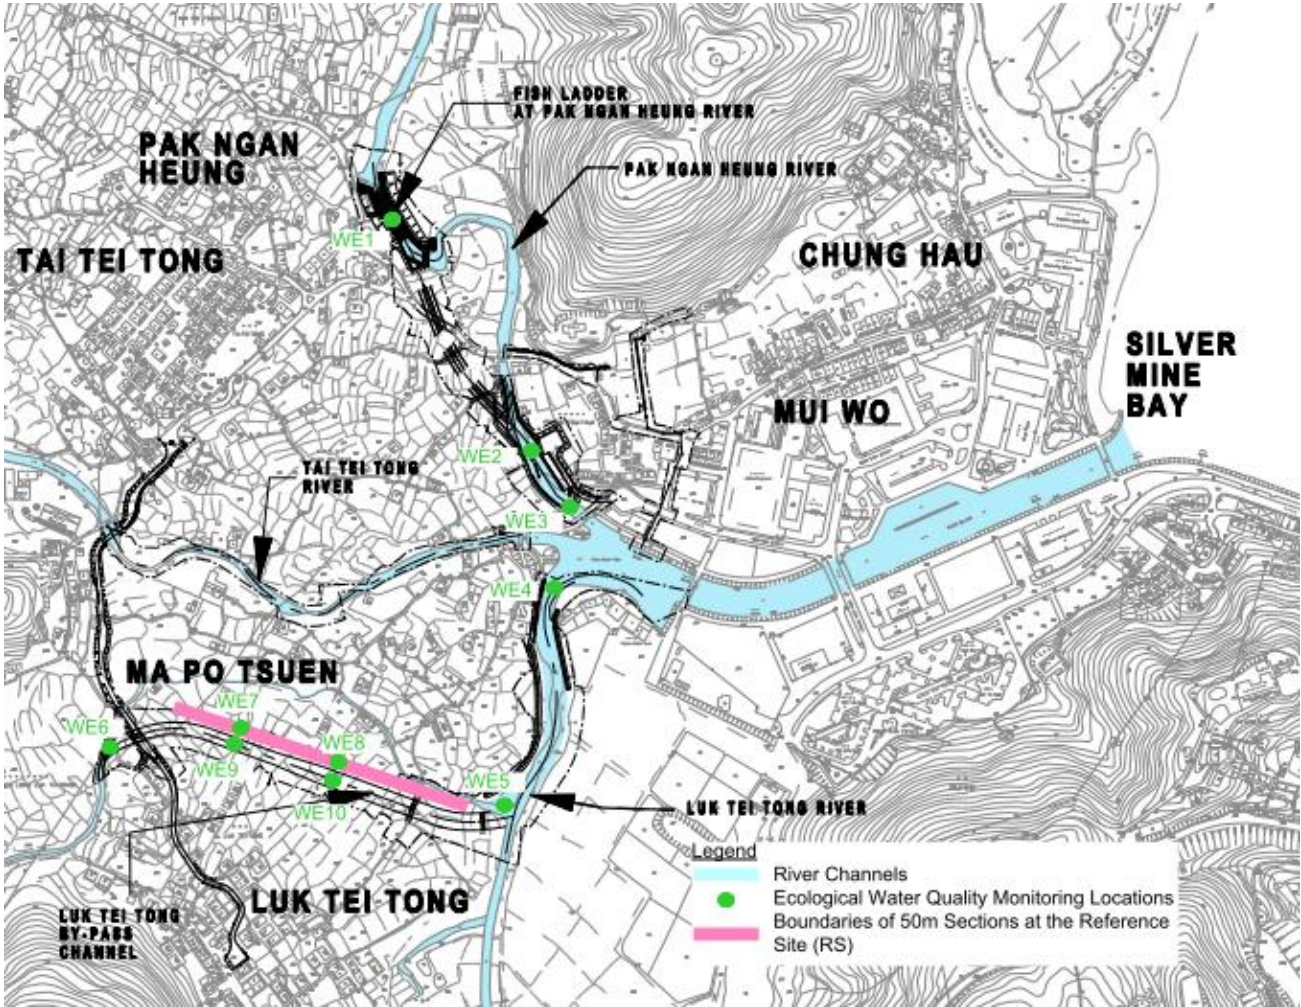 FISH LADDER
AT PAK NGAN HEUNG RIVER
PAK NGAN
HEUNG
PAK NGAN HEUNG RIVER
WE1
TAI TEI TONG
CHUNG HAU
SILVER
MINE
BAY
MUI WO
WE2
TAI TEI TONG
RIVER
WE3
WE4
MA PO TSUEN
WE7
WE6
WE8
WE9
WE5
WE10
LUK TEI TONG RIVER
Legend
River Channels
Ecological Water Quality Monitoring Locations
Boundaries of 50m Sections at the Reference
Site (RS)
LUK TEI TONG
LUK TEI TONG
BY-PASS
CHANNEL